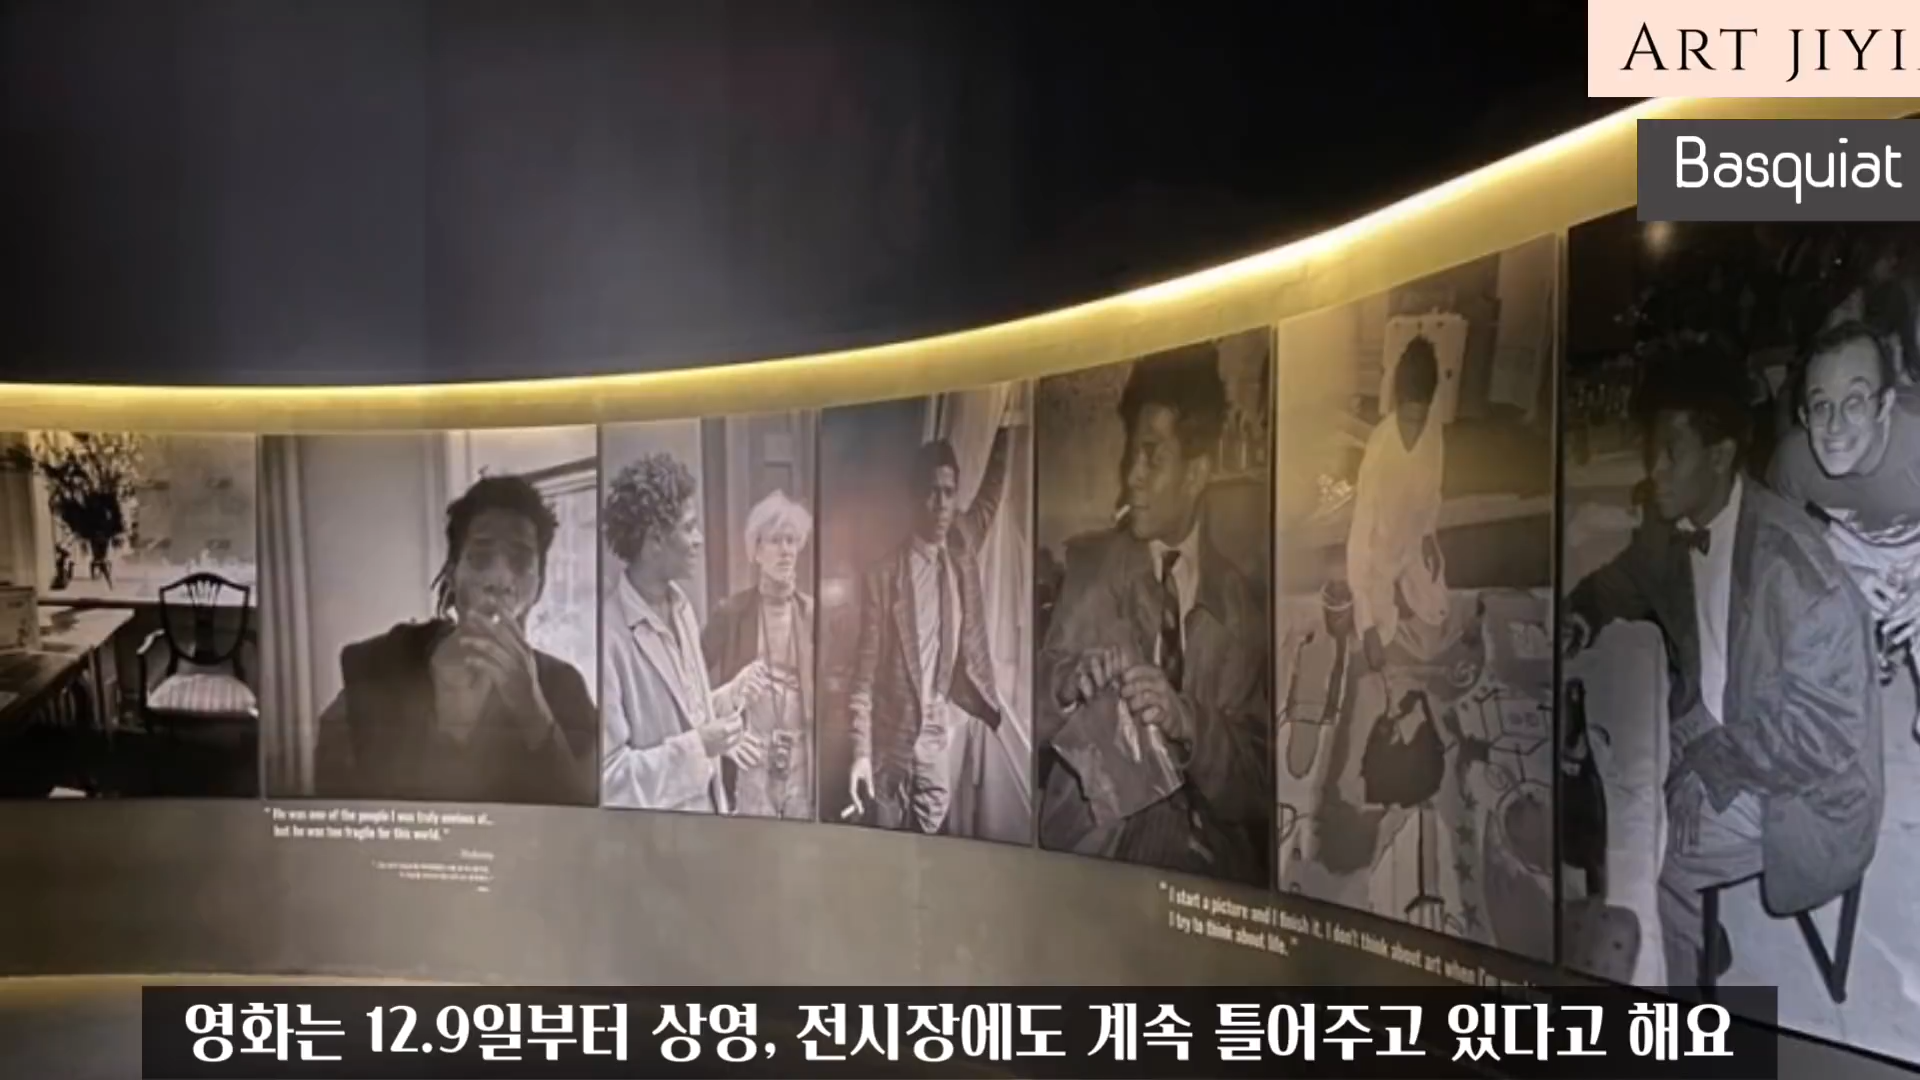 ART JIYI
Basquiat
" He was one of the people I was truly envious of...
but he was too fragile for this world. "
" I start a picture and I finish it. I don't think about art when I'm
I try to think about life. "
영화는 12.9일부터 상영, 전시장에도 계속 틀어주고 있다고 해요